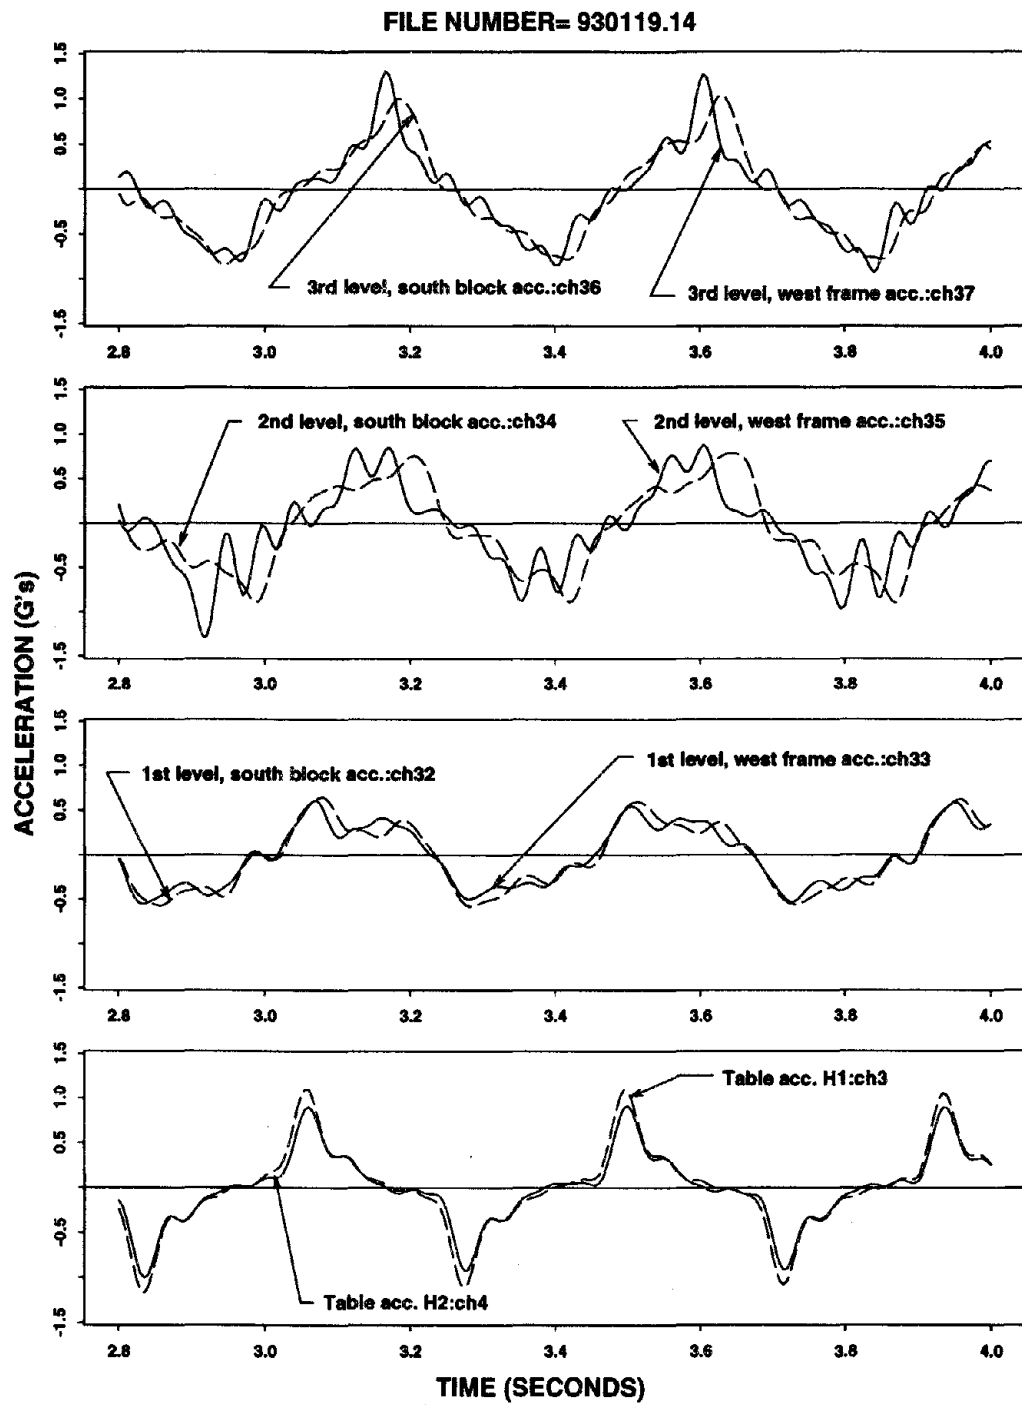 FILE NUMBER= 930119.14
1.5
1.0
0.5
-0.5
-1.5
3rd level, south block acc.:ch36
3rd level, west frame acc.:ch37
2.8 3.0 3.2 3.4 3.6 3.8 4.0
1.5
1.0
0.5
-0.5
-1.5
2nd level, south block acc.:ch34
2nd level, west frame acc.:ch35
2.8 3.0 3.2 3.4 3.6 3.8 4.0
ACCELERATION (G's)
1.5
1.0
0.5
-0.5
-1.5
1st level, south block acc.:ch32
1st level, west frame acc.:ch33
2.8 3.0 3.2 3.4 3.6 3.8 4.0
1.5
1.0
0.5
-0.5
-1.5
Table acc. H1:ch3
Table acc. H2:ch4
2.8 3.0 3.2 3.4 3.6 3.8 4.0
TIME (SECONDS)